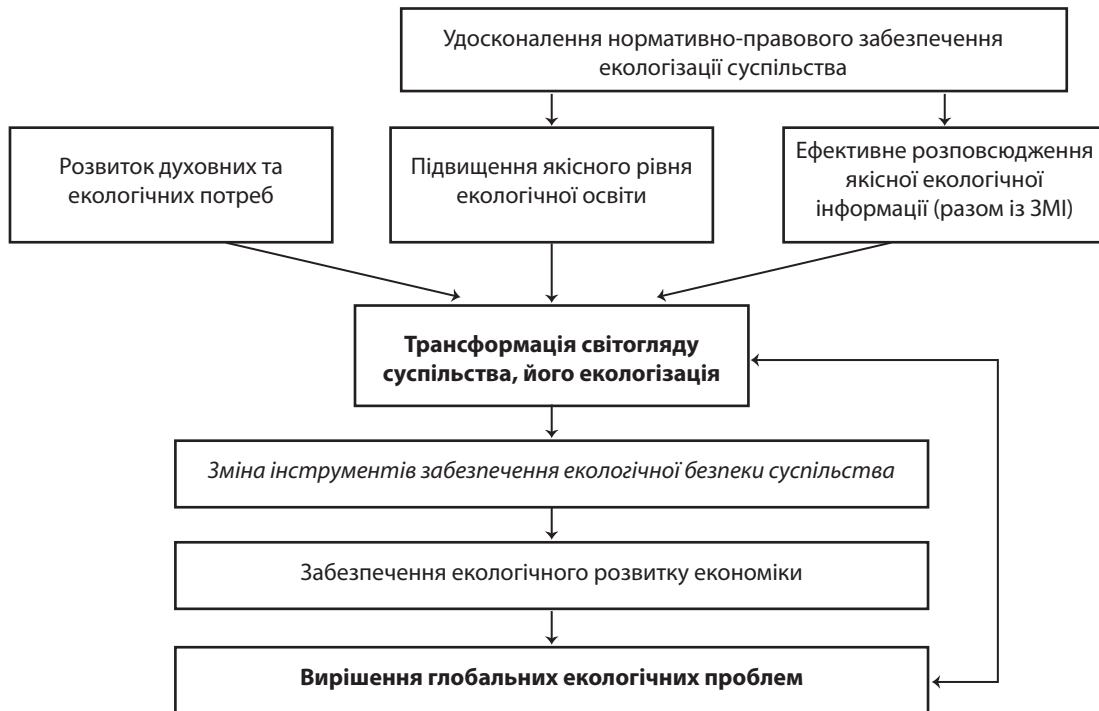 Удосконалення нормативно-правового забезпечення
екологізації суспільства
Розвиток духовних та
екологічних потреб
Підвищення якісного рівня
екологічної освіти
Ефективне розповсюдження
якісної екологічної
інформації (разом із ЗМІ)
Трансформація світогляду
суспільства, його екологізація
Зміна інструментів забезпечення екологічної безпеки суспільства
Забезпечення екологічного розвитку економіки
Вирішення глобальних екологічних проблем